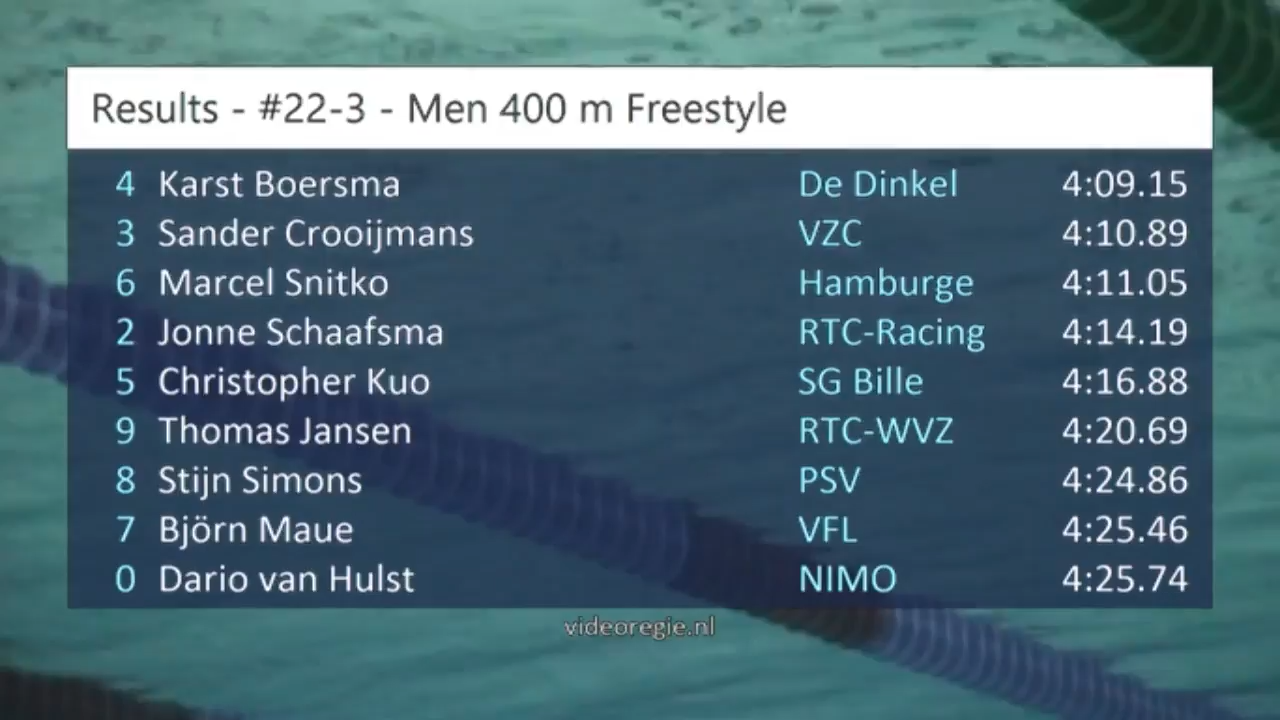 Results - #22-3 - Men 400 m Freestyle
4 Karst Boersma De Dinkel 4:09.15
3 Sander Crooijmans VZC 4:10.89
6 Marcel Snitko Hamburge 4:11.05
2 Jonne Schaafsma RTC-Racing 4:14.19
5 Christopher Kuo SG Bille 4:16.88
9 Thomas Jansen RTC-WVZ 4:20.69
8 Stijn Simons PSV 4:24.86
7 Björn Maue VFL 4:25.46
0 Dario van Hulst NIMO 4:25.74
videoregie.nl